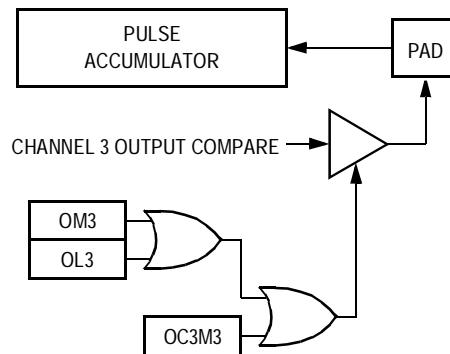 PULSE
ACCUMULATOR
PAD
CHANNEL 3 OUTPUT COMPARE
OM3
OL3
OC3M3